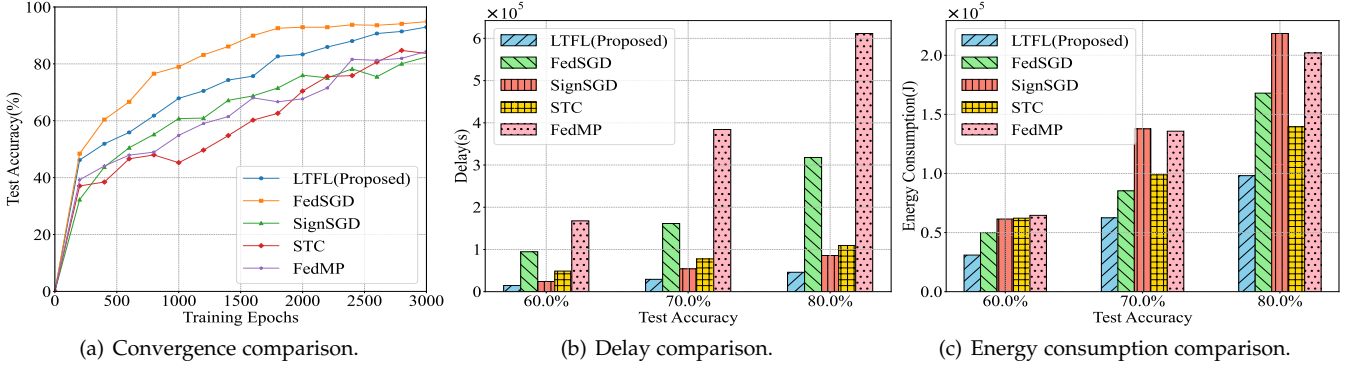 100
80
60
40
20
0
Test Accuracy(%)
LTFL(Proposed)
FedSGD
SignSGD
STC
FedMP
0
500
1000
1500
2000
2500
3000
Training Epochs
(a) Convergence comparison.
×10⁵
6
5
4
3
2
1
0
Delay(s)
LTFL(Proposed)
FedSGD
SignSGD
STC
FedMP
60.0%
70.0%
80.0%
Test Accuracy
(b) Delay comparison.
×10⁵
2.0
1.5
1.0
0.5
0.0
Energy Consumption(J)
LTFL(Proposed)
FedSGD
SignSGD
STC
FedMP
60.0%
70.0%
80.0%
Test Accuracy
(c) Energy consumption comparison.